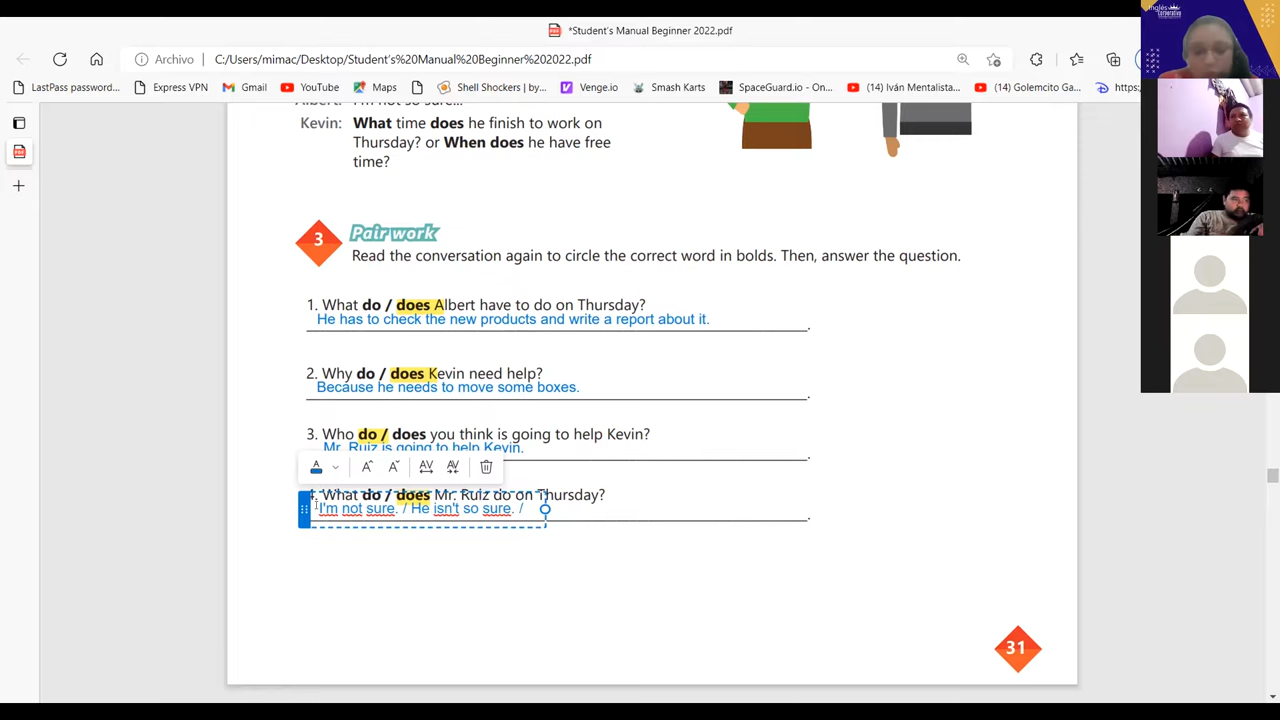 *Student's Manual Beginner 2022.pdf
Archivo
C:/Users/mimac/Desktop/Student's%20Manual%20Beginner%202022.pdf
LastPass password...
Express VPN
Gmail
YouTube
Maps
Shell Shockers | by...
Venge.io
Smash Karts
SpaceGuard.io - On...
(14) Iván Mentalista...
(14) Golemcito Ga...
https:
Albert: I'm not so sure...
Kevin: What time does he finish to work on
Thursday? or When does he have free
time?
3
Pair work
Read the conversation again to circle the correct word in bolds. Then, answer the question.
1. What do / does Albert have to do on Thursday?
He has to check the new products and write a report about it.
2. Why do / does Kevin need help?
Because he needs to move some boxes.
3. Who do / does you think is going to help Kevin?
Mr. Ruiz is going to help Kevin.
4. What do / does Mr. Ruiz do on Thursday?
I'm not sure. / He isn't so sure. /
31